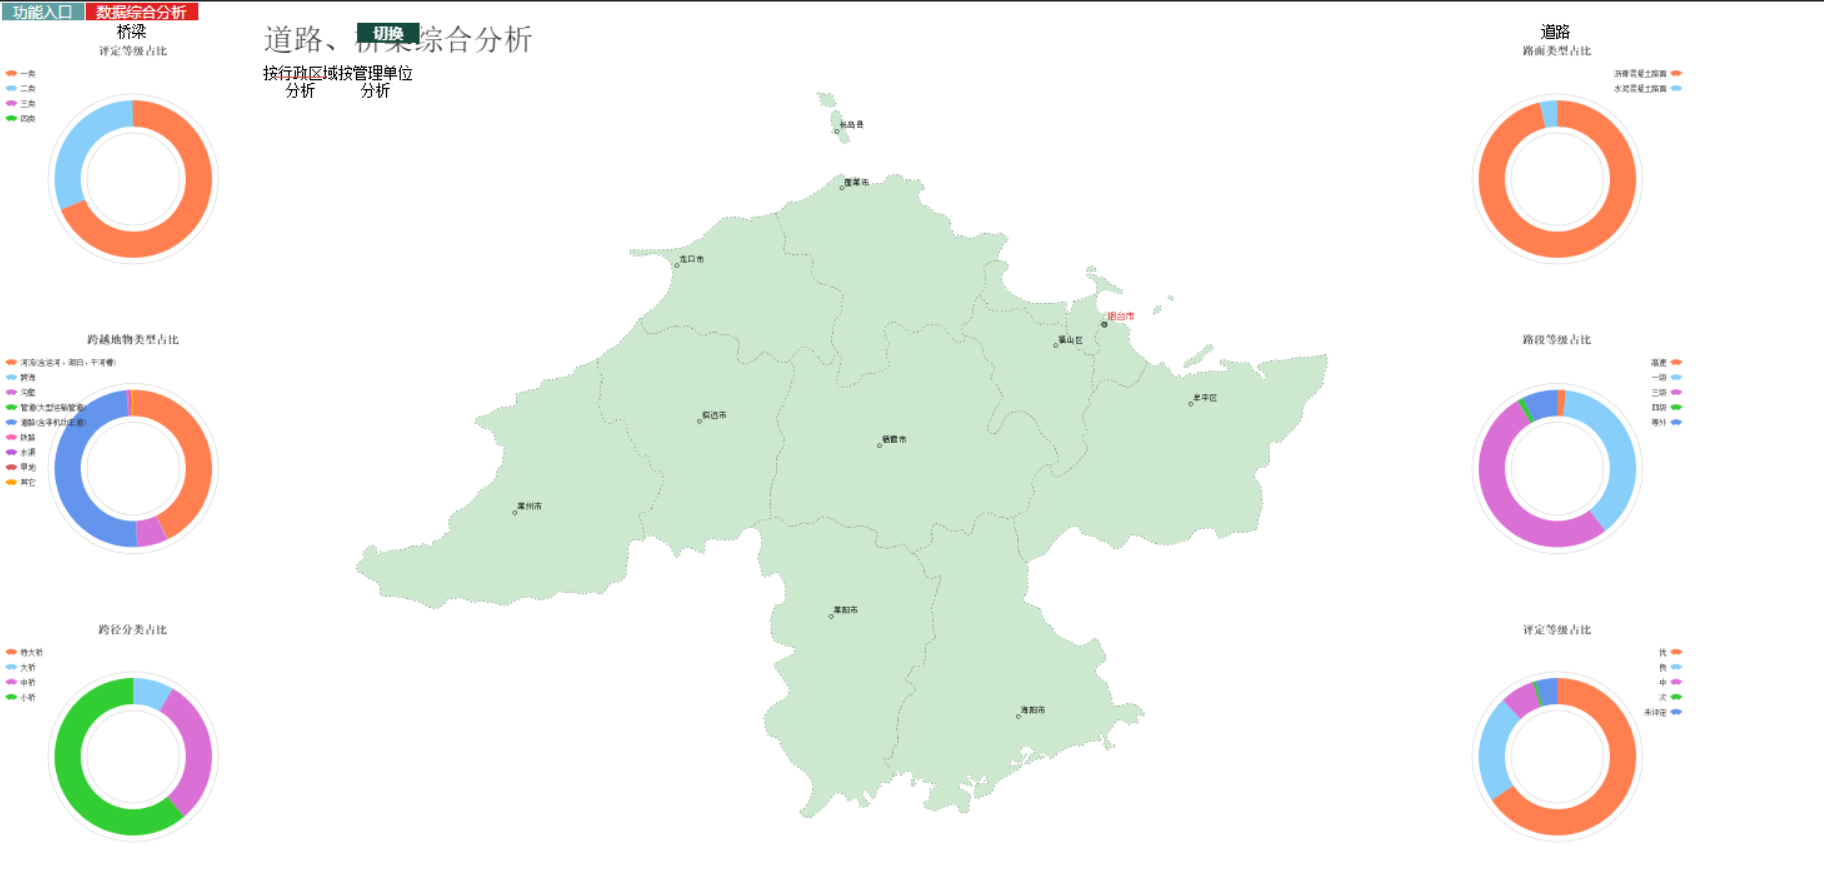 功能入口 数据综合分析
桥梁
评定等级占比
一类
二类
三类
四类
跨越地物类型占比
河流(含运河、湖泊、干河槽)
跨海
沟壑
管道(大型运输管道)
道路(含非机动车道)
铁路
水渠
旱地
其它
跨径分类占比
特大桥
大桥
中桥
小桥
道路、桥梁综合分析
切换
按行政区域分析
按管理单位分析
长岛县
蓬莱市
龙口市
烟台市
福山区
牟平区
招远市
栖霞市
莱州市
莱阳市
海阳市
道路
路面类型占比
沥青混凝土路面
水泥混凝土路面
路段等级占比
高速
一级
三级
四级
等外
评定等级占比
优
良
中
次
未评定